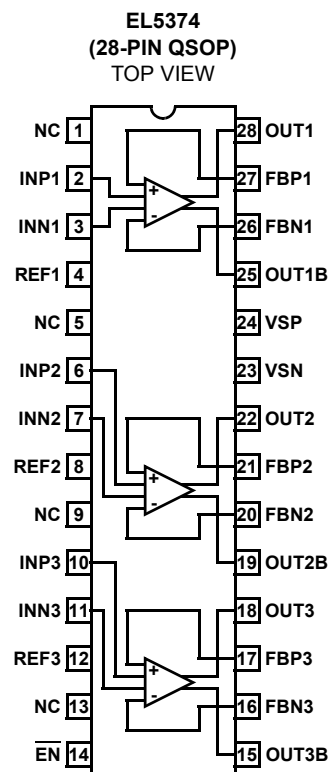 EL5374
(28-PIN QSOP)
TOP VIEW
NC 1 28 OUT1
INP1 2 + 27 FBP1
INN1 3 - 26 FBN1
REF1 4 25 OUT1B
NC 5 24 VSP
INP2 6 23 VSN
INN2 7 22 OUT2
REF2 8 + 21 FBP2
NC 9 - 20 FBN2
INP3 10 19 OUT2B
INN3 11 18 OUT3
REF3 12 + 17 FBP3
NC 13 - 16 FBN3
E̅N̅ 14 15 OUT3B